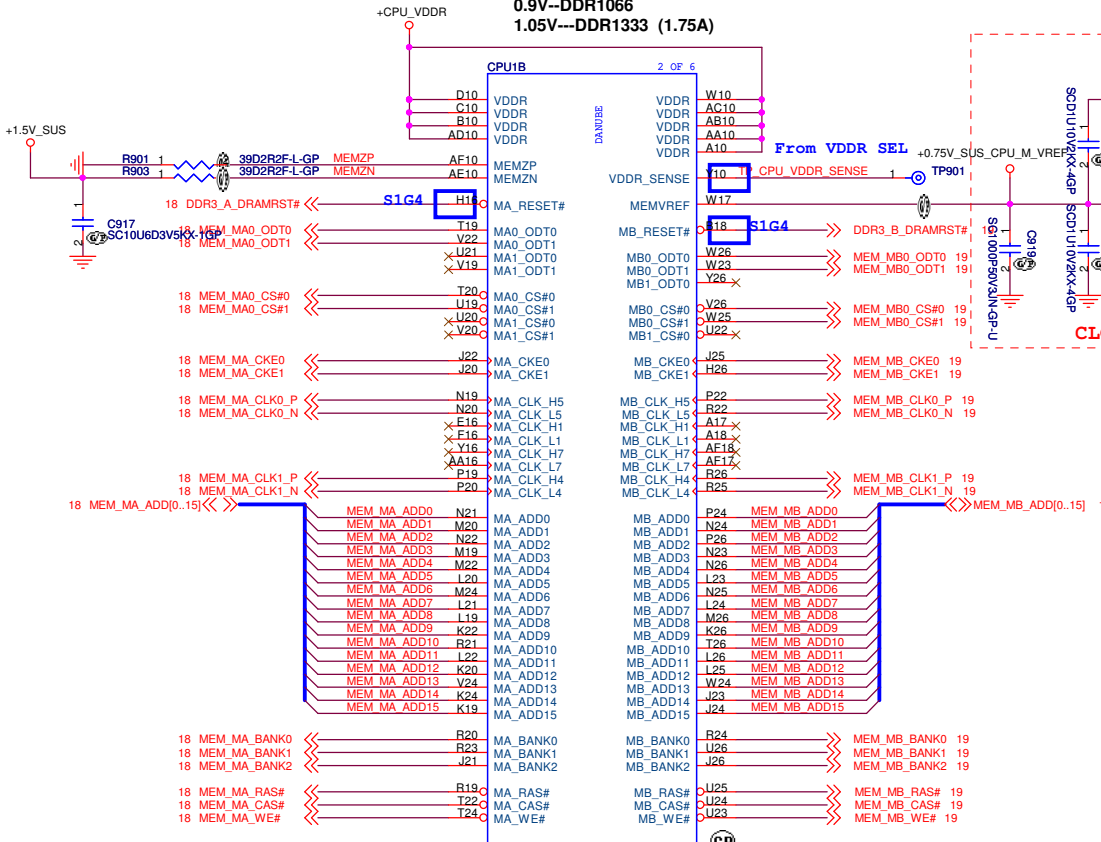 0.9V--DDR1066
+CPU_VDDR
1.05V---DDR1333 (1.75A)
CPU1B 2 OF 6
DANUBE
D10 VDDR VDDR W10
C10 VDDR VDDR AC10
B10 VDDR VDDR AB10
AD10 VDDR VDDR AA10
VDDR A10
+1.5V_SUS
From VDDR SEL
+0.75V_SUS_CPU_M_VREF
R901 1 39D2R2F-L-GP MEMZP AF10 MEMZP
R903 1 39D2R2F-L-GP MEMZN AE10 MEMZN
VDDR_SENSE Y10 TP_CPU_VDDR_SENSE 1 TP901
18 DDR3_A_DRAMRST# S1G4 H16 MA_RESET# MEMVREF W17
1 C917 2 SC10U6D3V5KX-1GP
MB_RESET# B18 S1G4 DDR3_B_DRAMRST#
18 MEM_MA0_ODT0 T19 MA0_ODT0
18 MEM_MA0_ODT1 V22 MA0_ODT1
U21 MA1_ODT0 MB0_ODT0 W26 MEM_MB0_ODT0 19
V19 MA1_ODT1 MB0_ODT1 W23 MEM_MB0_ODT1 19
MB1_ODT0 Y26
18 MEM_MA0_CS#0 T20 MA0_CS#0
18 MEM_MA0_CS#1 U19 MA0_CS#1 MB0_CS#0 V26 MEM_MB0_CS#0 19
U20 MA1_CS#0 MB0_CS#1 W25 MEM_MB0_CS#1 19
V20 MA1_CS#1 MB1_CS#0 U22
SCD1U10V2KX-4GP
1
2
SC1000P50V3JN-GP-U
1
2
C919
SCD1U10V2KX-4GP
1
2
CL
18 MEM_MA_CKE0 J22 MA_CKE0 MB_CKE0 J25 MEM_MB_CKE0 19
18 MEM_MA_CKE1 J20 MA_CKE1 MB_CKE1 H26 MEM_MB_CKE1 19
18 MEM_MA_CLK0_P N19 MA_CLK_H5 MB_CLK_H5 P22 MEM_MB_CLK0_P 19
18 MEM_MA_CLK0_N N20 MA_CLK_L5 MB_CLK_L5 R22 MEM_MB_CLK0_N 19
E16 MA_CLK_H1 MB_CLK_H1 A17
F16 MA_CLK_L1 MB_CLK_L1 A18
Y16 MA_CLK_H7 MB_CLK_H7 AF18
AA16 MA_CLK_L7 MB_CLK_L7 AF17
18 MEM_MA_CLK1_P P19 MA_CLK_H4 MB_CLK_H4 R26 MEM_MB_CLK1_P 19
18 MEM_MA_CLK1_N P20 MA_CLK_L4 MB_CLK_L4 R25 MEM_MB_CLK1_N 19
18 MEM_MA_ADD[0..15] MEM_MB_ADD[0..15]
MEM_MA_ADD0 N21 MA_ADD0 MB_ADD0 P24 MEM_MB_ADD0
MEM_MA_ADD1 M20 MA_ADD1 MB_ADD1 N24 MEM_MB_ADD1
MEM_MA_ADD2 N22 MA_ADD2 MB_ADD2 P26 MEM_MB_ADD2
MEM_MA_ADD3 M19 MA_ADD3 MB_ADD3 N23 MEM_MB_ADD3
MEM_MA_ADD4 M22 MA_ADD4 MB_ADD4 N26 MEM_MB_ADD4
MEM_MA_ADD5 L20 MA_ADD5 MB_ADD5 L23 MEM_MB_ADD5
MEM_MA_ADD6 M24 MA_ADD6 MB_ADD6 N25 MEM_MB_ADD6
MEM_MA_ADD7 L21 MA_ADD7 MB_ADD7 L24 MEM_MB_ADD7
MEM_MA_ADD8 L19 MA_ADD8 MB_ADD8 M26 MEM_MB_ADD8
MEM_MA_ADD9 K22 MA_ADD9 MB_ADD9 K26 MEM_MB_ADD9
MEM_MA_ADD10 R21 MA_ADD10 MB_ADD10 T26 MEM_MB_ADD10
MEM_MA_ADD11 L22 MA_ADD11 MB_ADD11 L26 MEM_MB_ADD11
MEM_MA_ADD12 K20 MA_ADD12 MB_ADD12 L25 MEM_MB_ADD12
MEM_MA_ADD13 V24 MA_ADD13 MB_ADD13 W24 MEM_MB_ADD13
MEM_MA_ADD14 K24 MA_ADD14 MB_ADD14 J23 MEM_MB_ADD14
MEM_MA_ADD15 K19 MA_ADD15 MB_ADD15 J24 MEM_MB_ADD15
18 MEM_MA_BANK0 R20 MA_BANK0 MB_BANK0 R24 MEM_MB_BANK0 19
18 MEM_MA_BANK1 R23 MA_BANK1 MB_BANK1 U26 MEM_MB_BANK1 19
18 MEM_MA_BANK2 J21 MA_BANK2 MB_BANK2 J26 MEM_MB_BANK2 19
18 MEM_MA_RAS# R19 MA_RAS# MB_RAS# U25 MEM_MB_RAS# 19
18 MEM_MA_CAS# T22 MA_CAS# MB_CAS# U24 MEM_MB_CAS# 19
18 MEM_MA_WE# T24 MA_WE# MB_WE# U23 MEM_MB_WE# 19